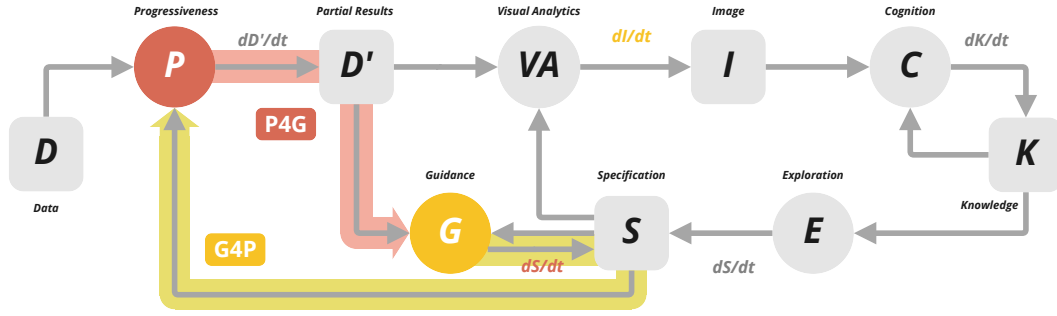 Progressiveness
Partial Results
Visual Analytics
Image
Cognition
dD'/dt
dI/dt
dK/dt
P
D'
VA
I
C
P4G
D
K
Data
Guidance
Specification
Exploration
Knowledge
G
S
E
G4P
dS/dt
dS/dt